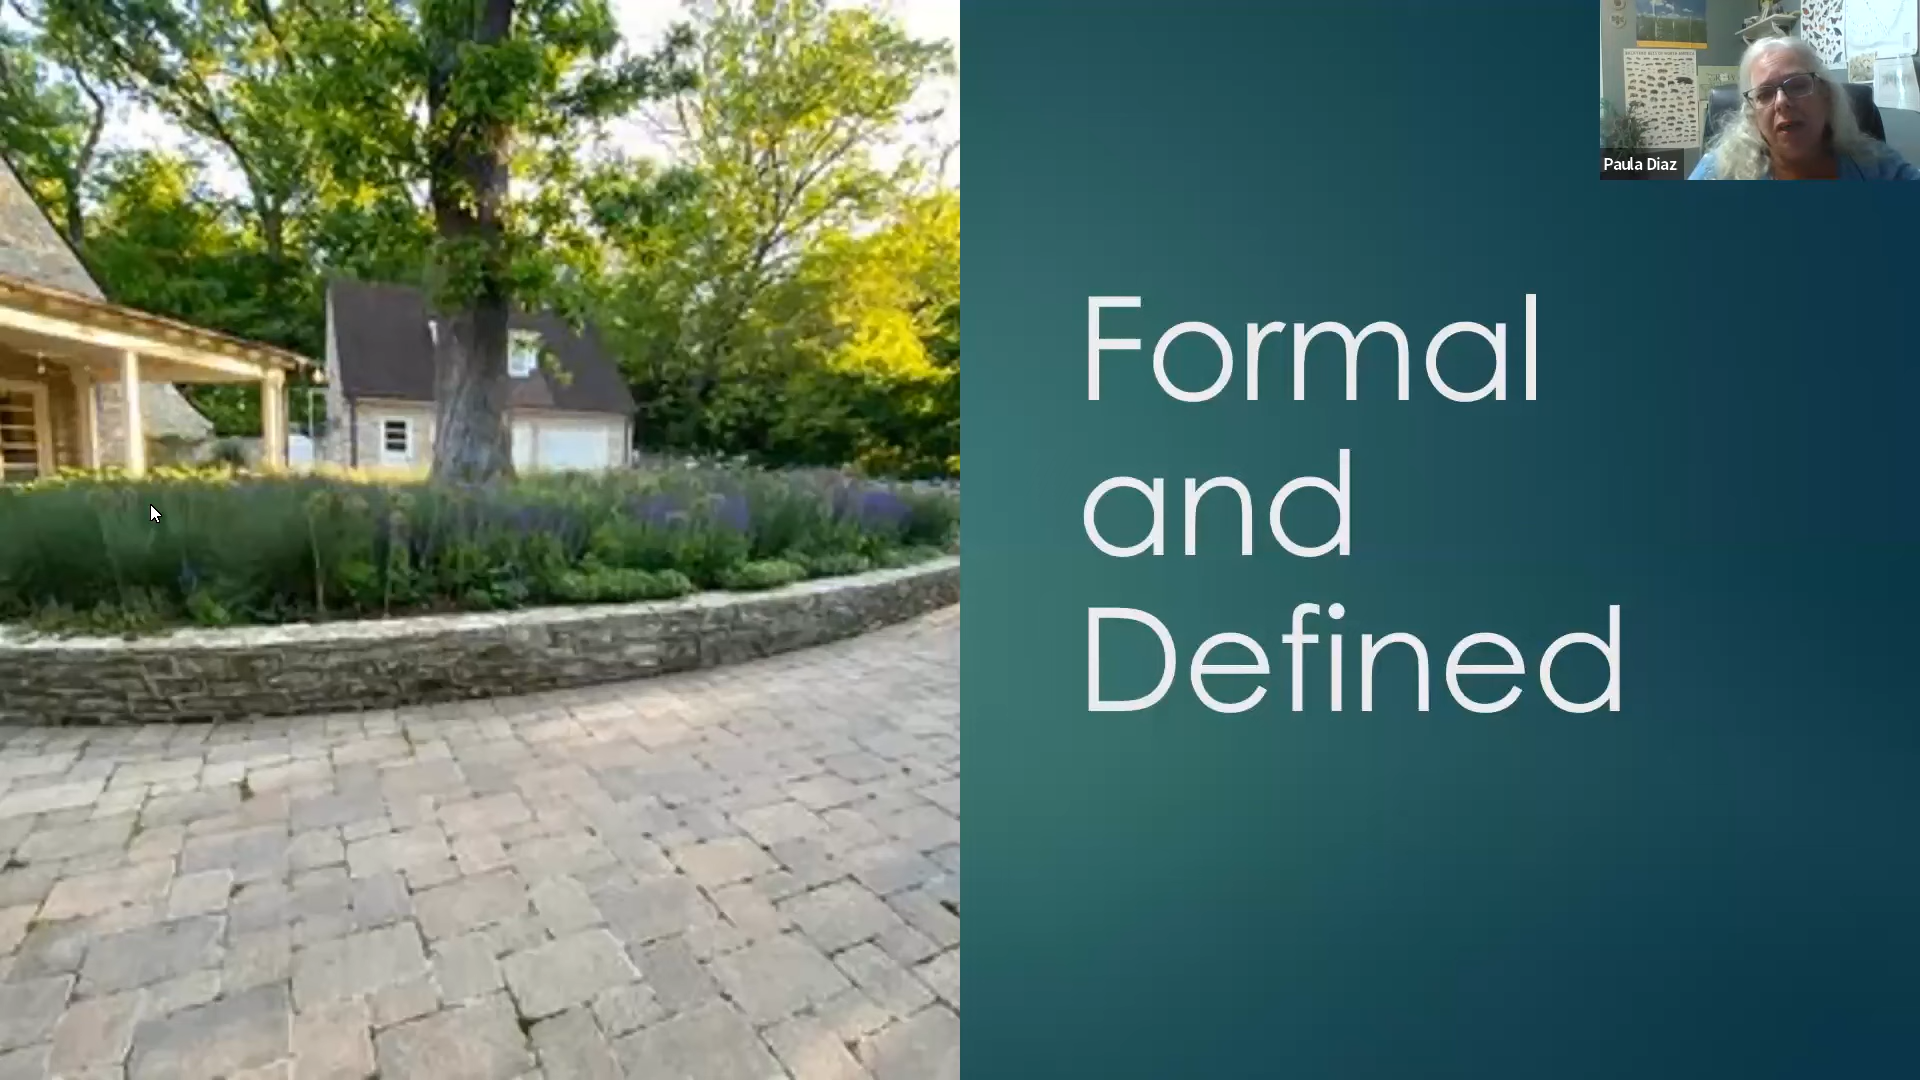 Paula Diaz
Formal
and
Defined